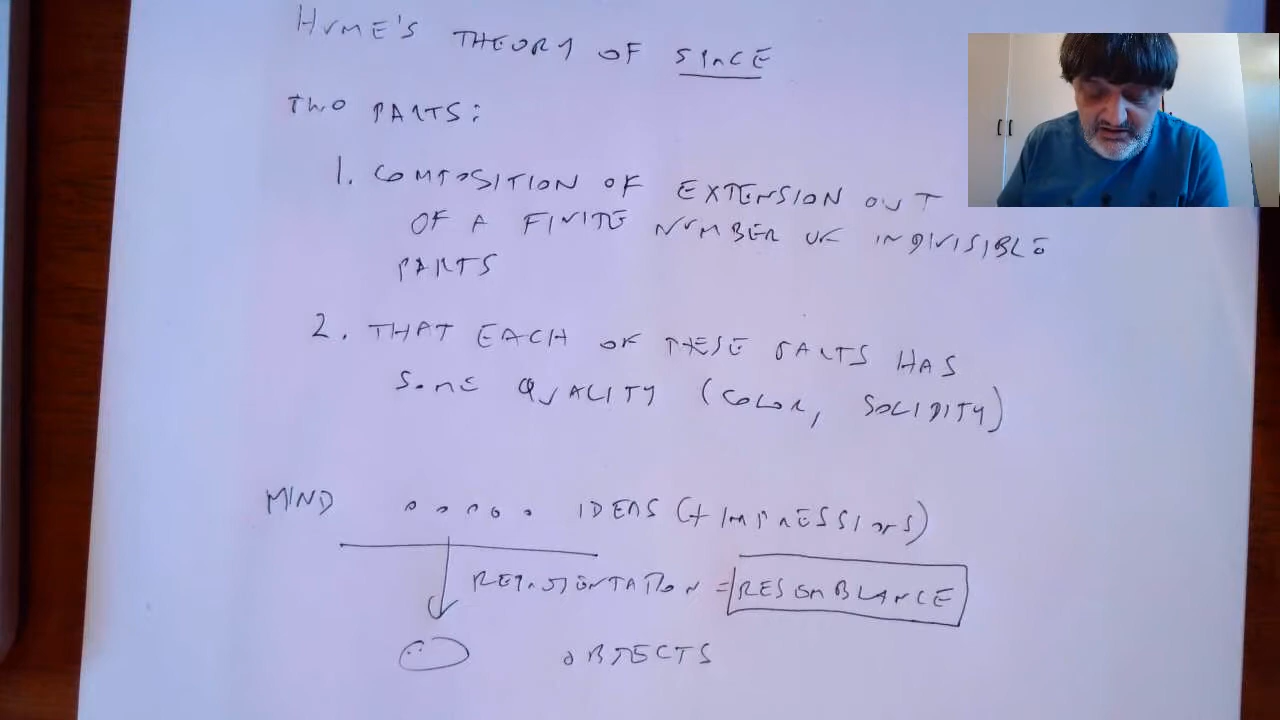 HUME'S THEORY OF SPACE
TWO PARTS:
1. COMPOSITION OF EXTENSION OUT
OF A FINITE NUMBER OF INDIVISIBLE
PARTS
2. THAT EACH OF THESE PARTS HAS
SOME QUALITY (COLOR, SOLIDITY)
MIND IDEAS (+ IMPRESSIONS)
REPRESENTATION = RESEMBLANCE
OBJECTS